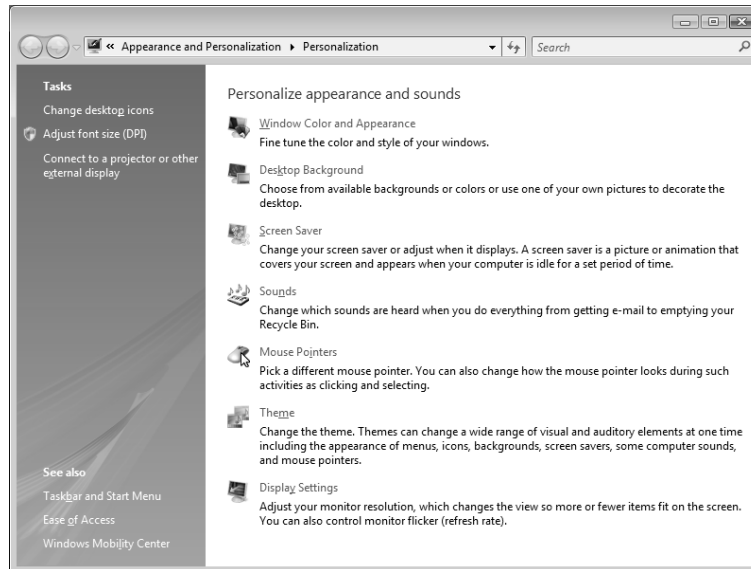 « Appearance and Personalization ▸ Personalization
Search
Tasks
Change desktop icons
Adjust font size (DPI)
Connect to a projector or other
external display
See also
Taskbar and Start Menu
Ease of Access
Windows Mobility Center
Personalize appearance and sounds
Window Color and Appearance
Fine tune the color and style of your windows.
Desktop Background
Choose from available backgrounds or colors or use one of your own pictures to decorate the
desktop.
Screen Saver
Change your screen saver or adjust when it displays. A screen saver is a picture or animation that
covers your screen and appears when your computer is idle for a set period of time.
Sounds
Change which sounds are heard when you do everything from getting e-mail to emptying your
Recycle Bin.
Mouse Pointers
Pick a different mouse pointer. You can also change how the mouse pointer looks during such
activities as clicking and selecting.
Theme
Change the theme. Themes can change a wide range of visual and auditory elements at one time
including the appearance of menus, icons, backgrounds, screen savers, some computer sounds,
and mouse pointers.
Display Settings
Adjust your monitor resolution, which changes the view so more or fewer items fit on the screen.
You can also control monitor flicker (refresh rate).